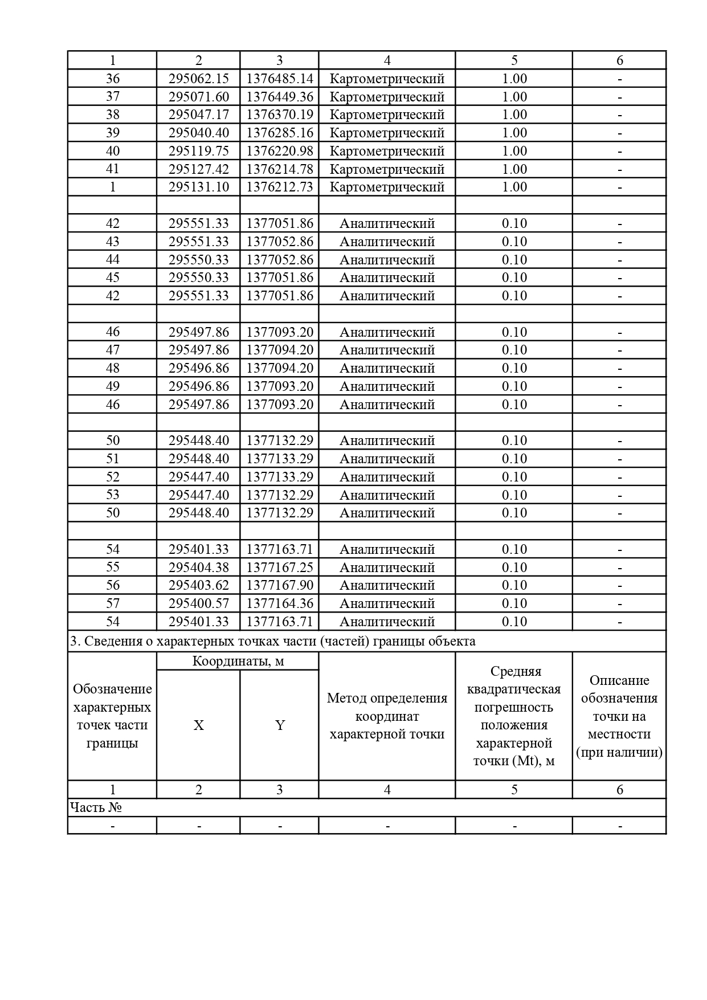 1 2 3 4 5 6
36 295062.15 1376485.14 Картометрический 1.00 -
37 295071.60 1376449.36 Картометрический 1.00 -
38 295047.17 1376370.19 Картометрический 1.00 -
39 295040.40 1376285.16 Картометрический 1.00 -
40 295119.75 1376220.98 Картометрический 1.00 -
41 295127.42 1376214.78 Картометрический 1.00 -
1 295131.10 1376212.73 Картометрический 1.00 -
42 295551.33 1377051.86 Аналитический 0.10 -
43 295551.33 1377052.86 Аналитический 0.10 -
44 295550.33 1377052.86 Аналитический 0.10 -
45 295550.33 1377051.86 Аналитический 0.10 -
42 295551.33 1377051.86 Аналитический 0.10 -
46 295497.86 1377093.20 Аналитический 0.10 -
47 295497.86 1377094.20 Аналитический 0.10 -
48 295496.86 1377094.20 Аналитический 0.10 -
49 295496.86 1377093.20 Аналитический 0.10 -
46 295497.86 1377093.20 Аналитический 0.10 -
50 295448.40 1377132.29 Аналитический 0.10 -
51 295448.40 1377133.29 Аналитический 0.10 -
52 295447.40 1377133.29 Аналитический 0.10 -
53 295447.40 1377132.29 Аналитический 0.10 -
50 295448.40 1377132.29 Аналитический 0.10 -
54 295401.33 1377163.71 Аналитический 0.10 -
55 295404.38 1377167.25 Аналитический 0.10 -
56 295403.62 1377167.90 Аналитический 0.10 -
57 295400.57 1377164.36 Аналитический 0.10 -
54 295401.33 1377163.71 Аналитический 0.10 -
3. Сведения о характерных точках части (частей) границы объекта
Обозначение
характерных
точек части
границы
Координаты, м
X
Y
Метод определения
координат
характерной точки
Средняя
квадратическая
погрешность
положения
характерной
точки (Mt), м
Описание
обозначения
точки на
местности
(при наличии)
1 2 3 4 5 6
Часть №
- - - - - -